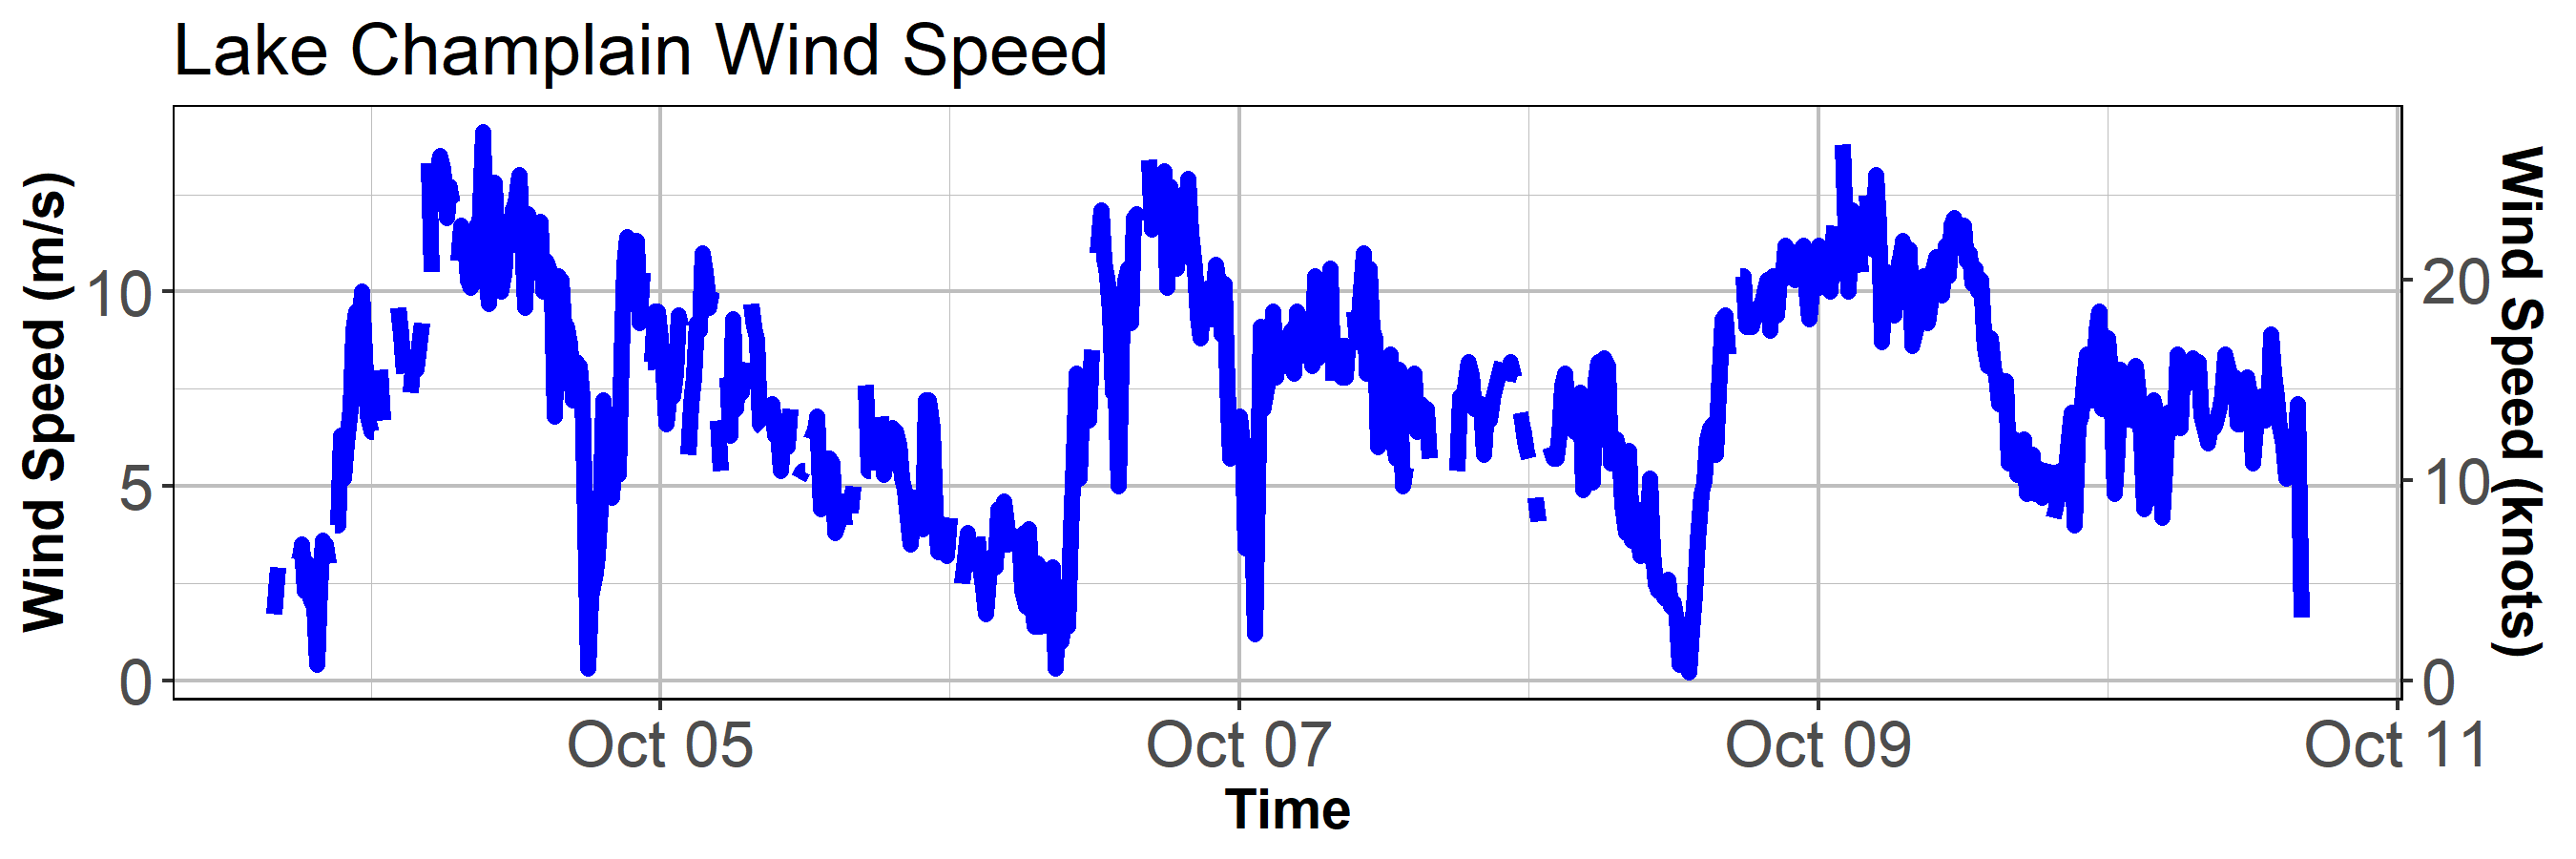 Lake Champlain Wind Speed
Wind Speed (m/s)
10
5
0
20
10
0
Wind Speed (knots)
Oct 05
Oct 07
Oct 09
Oct 11
Time